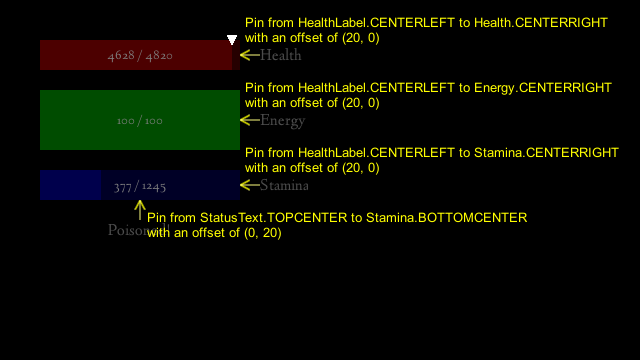 Pin from HealthLabel.CENTERLEFT to Health.CENTERRIGHT
with an offset of (20, 0)
4628 / 4820
Health
Pin from HealthLabel.CENTERLEFT to Energy.CENTERRIGHT
with an offset of (20, 0)
100 / 100
Energy
Pin from HealthLabel.CENTERLEFT to Stamina.CENTERRIGHT
with an offset of (20, 0)
377 / 1245
Stamina
Pin from StatusText.TOPCENTER to Stamina.BOTTOMCENTER
with an offset of (0, 20)